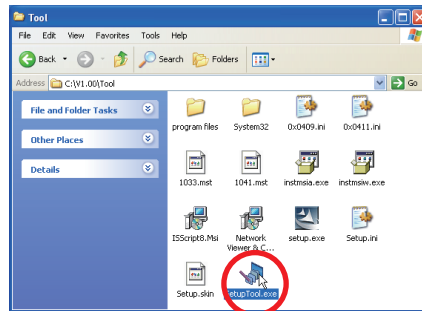 Tool
File Edit View Favorites Tools Help
Back Search Folders
Address C:\V1.00\Tool Go
File and Folder Tasks
Other Places
Details
program files System32 0x0409.ini 0x0411.ini
1033.mst 1041.mst instmsia.exe instmsiw.exe
ISScript8.Msi Network Viewer & C... setup.exe Setup.ini
Setup.skin SetupTool.exe